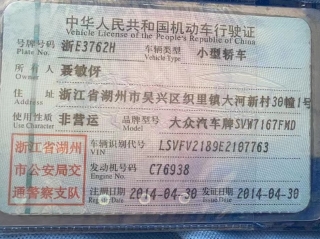 中华人民共和国机动车行驶证
Vehicle License of the People's Republic of China
号牌号码 浙E3762H 车辆类型 小型轿车
Plate No. Vehicle Type
所有人 聂敏伢
Owner
住址 浙江省湖州市吴兴区织里镇大河新村30幢1号
Address
使用性质 非营运 品牌型号 大众汽车牌SVW7167FMD
Use Character Model
浙江省湖州
市公安局交
通警察支队
车辆识别代号 LSVFV2189E2107763
VIN
发动机号码 C76938
Engine No.
注册日期 2014-04-30 发证日期 2014-04-30
Register Date Issue Date